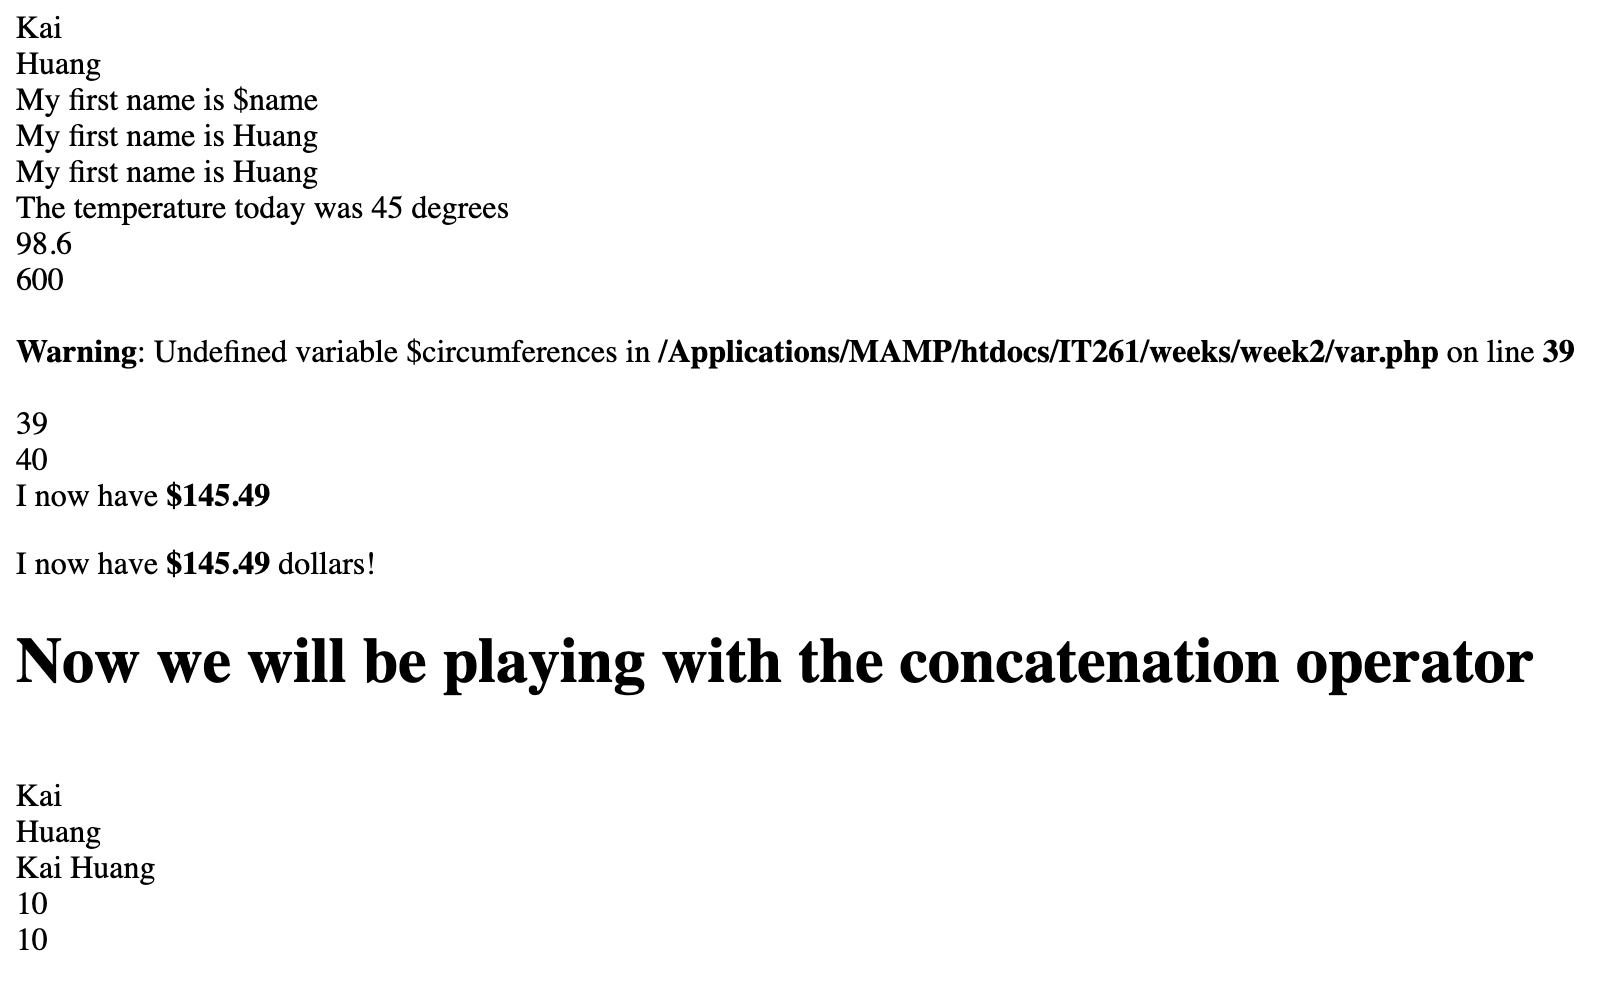 Kai
Huang
My first name is $name
My first name is Huang
My first name is Huang
The temperature today was 45 degrees
98.6
600
Warning: Undefined variable $circumferences in /Applications/MAMP/htdocs/IT261/weeks/week2/var.php on line 39
39
40
I now have $145.49
I now have $145.49 dollars!
Now we will be playing with the concatenation operator
Kai
Huang
Kai Huang
10
10